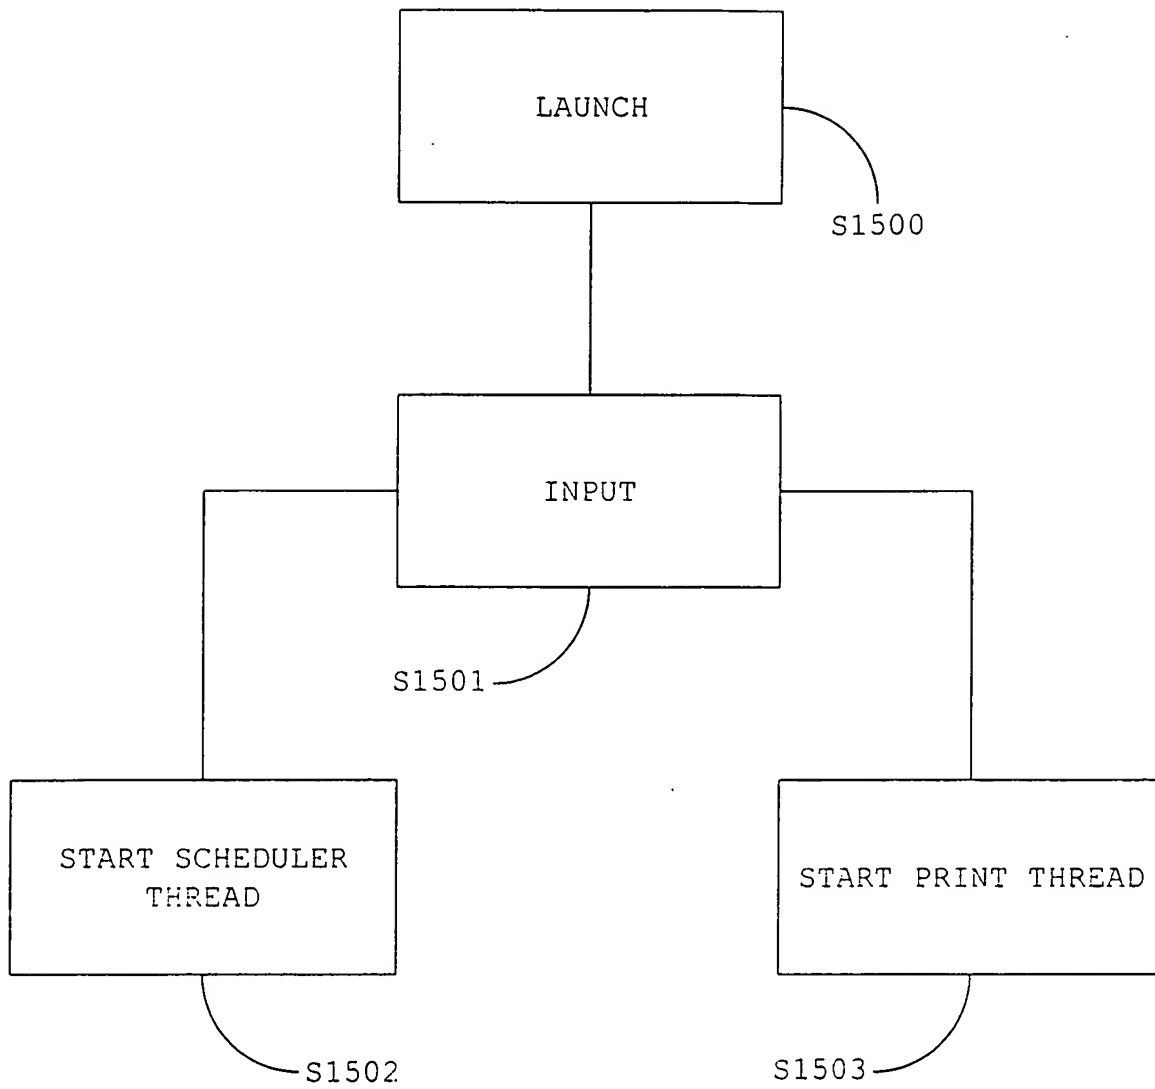 LAUNCH
S1500
INPUT
S1501
START SCHEDULER
THREAD
START PRINT THREAD
S1502
S1503